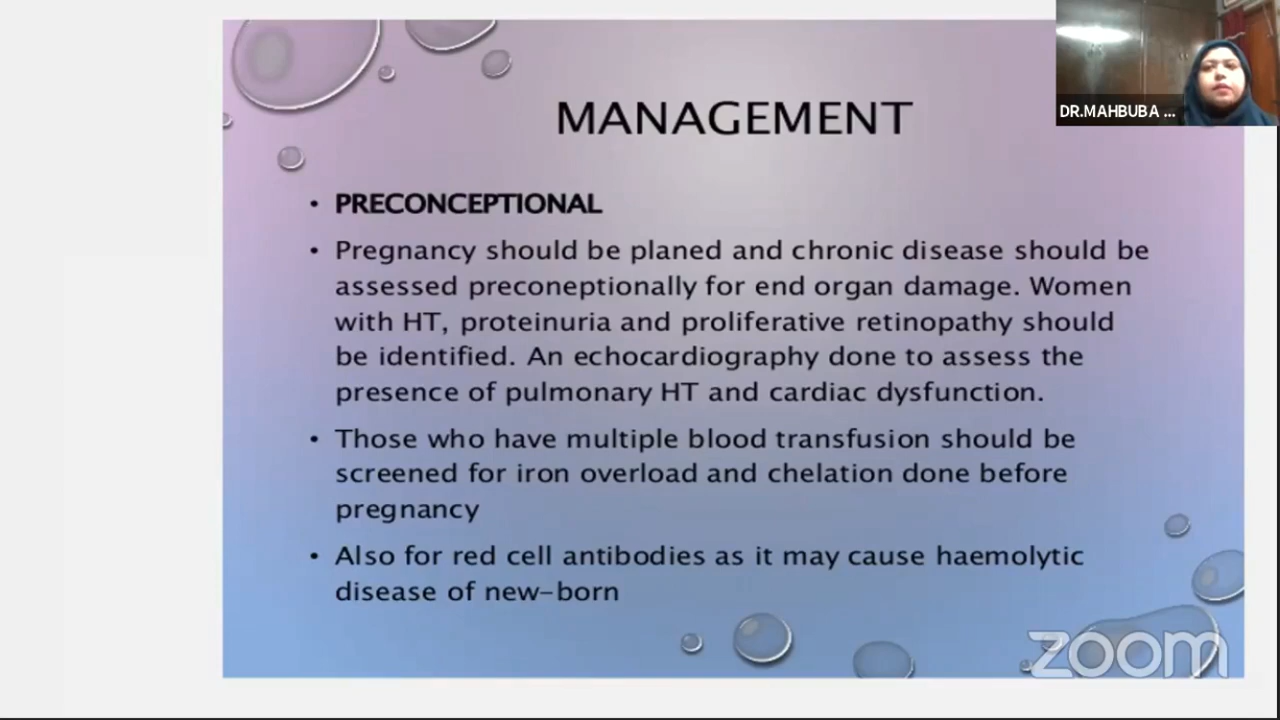 DR.MAHBUBA ...
MANAGEMENT
• PRECONCEPTIONAL
• Pregnancy should be planed and chronic disease should be
assessed preconeptionally for end organ damage. Women
with HT, proteinuria and proliferative retinopathy should
be identified. An echocardiography done to assess the
presence of pulmonary HT and cardiac dysfunction.
• Those who have multiple blood transfusion should be
screened for iron overload and chelation done before
pregnancy
• Also for red cell antibodies as it may cause haemolytic
disease of new-born
zoom